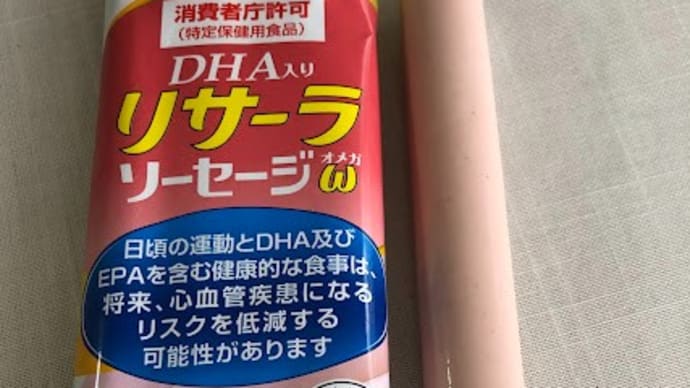 消費者庁許可
(特定保健用食品)
DHA入り
リサーラ
オメガ
ソーセージω
日頃の運動とDHA及び
EPAを含む健康的な食事は、
将来、心血管疾患になる
リスクを低減する
可能性があります